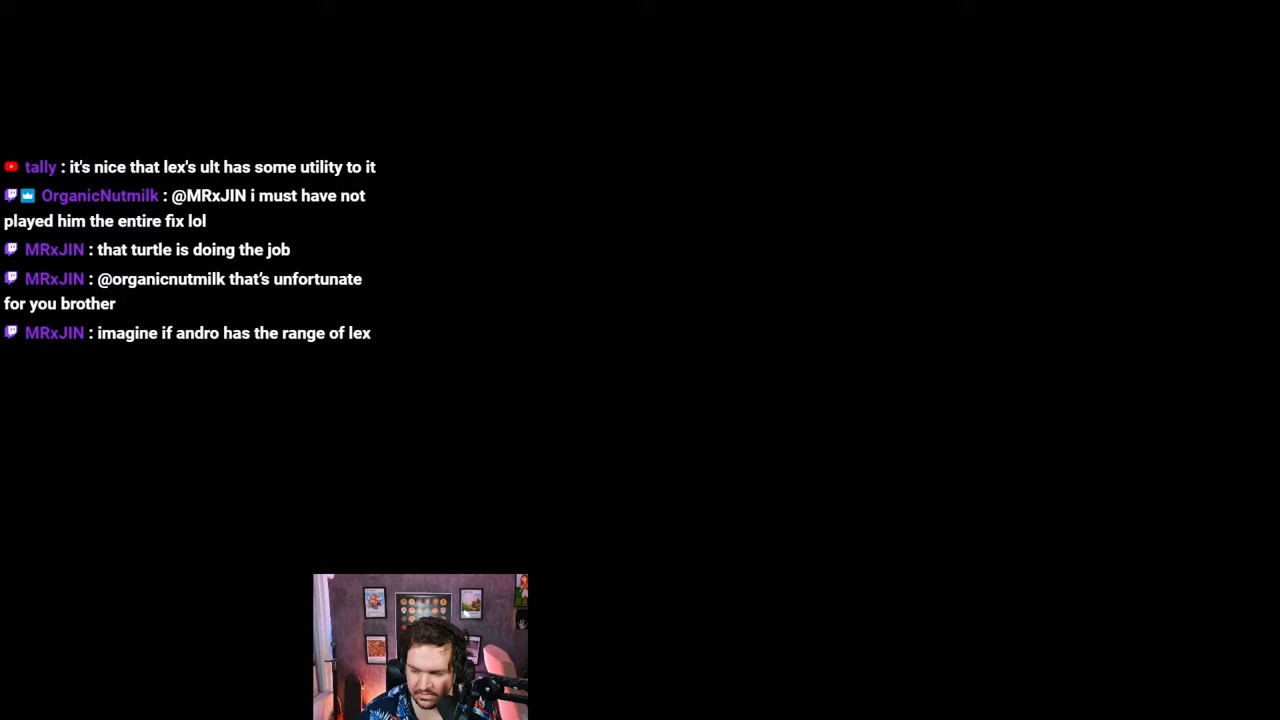 tally : it's nice that lex's ult has some utility to it
OrganicNutmilk : @MRxJIN i must have not
played him the entire fix lol
MRxJIN : that turtle is doing the job
MRxJIN : @organicnutmilk that’s unfortunate
for you brother
MRxJIN : imagine if andro has the range of lex